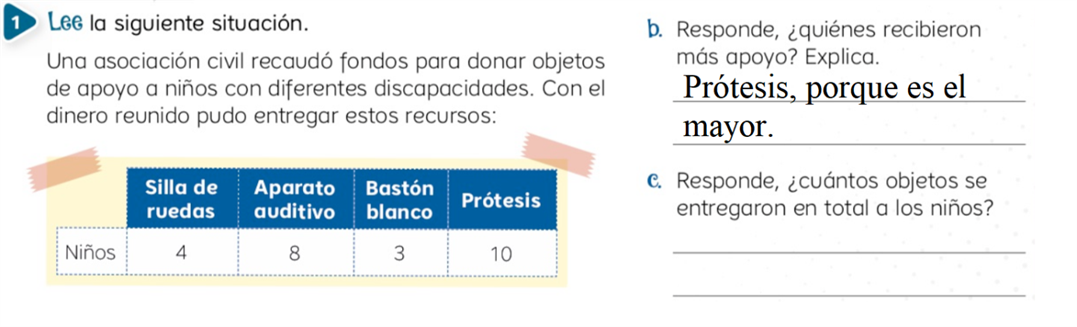 1 Lee la siguiente situación.
Una asociación civil recaudó fondos para donar objetos
de apoyo a niños con diferentes discapacidades. Con el
dinero reunido pudo entregar estos recursos:
Silla de ruedas Aparato auditivo Bastón blanco Prótesis
Niños 4 8 3 10
b. Responde, ¿quiénes recibieron
más apoyo? Explica.
Prótesis, porque es el
mayor.
c. Responde, ¿cuántos objetos se
entregaron en total a los niños?